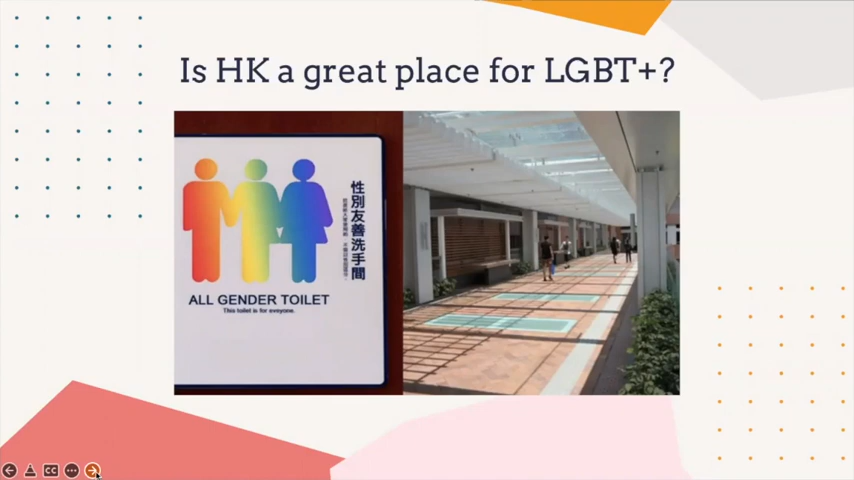 Is HK a great place for LGBT+?
性別友善洗手間
ALL GENDER TOILET
This toilet is for everyone.
CC